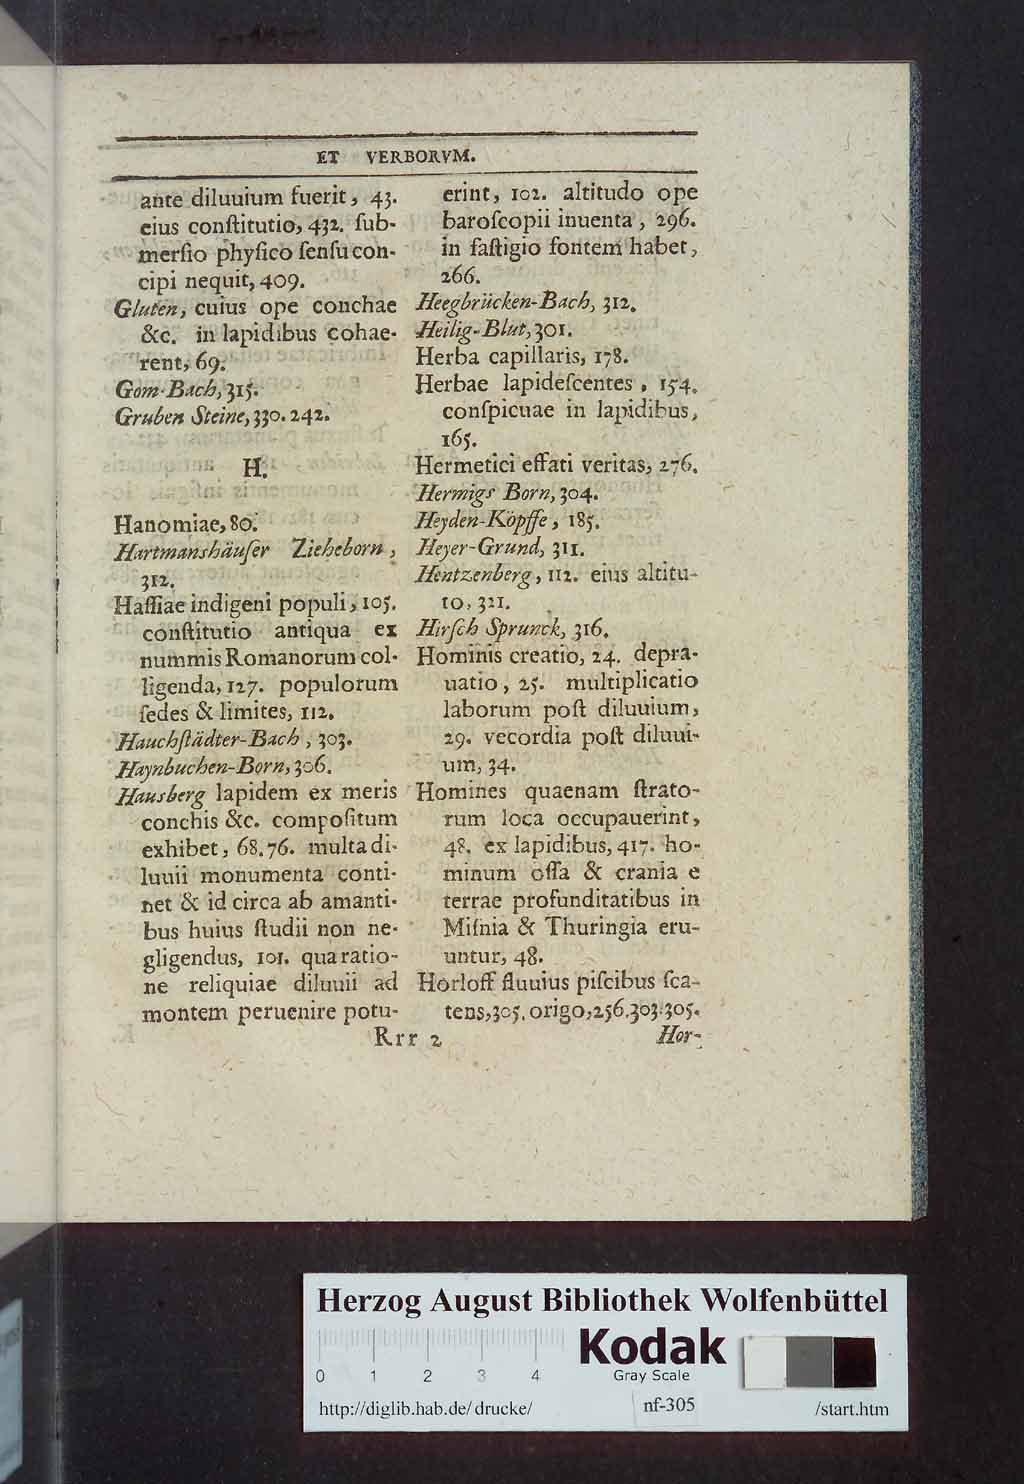 ET VERBORVM.
ante diluuium fuerit, 43.
eius conſtitutio, 432. ſub-
merſio phyſico ſenſu con-
cipi nequit, 409.
Gluten, cuius ope conchae
&c. in lapidibus cohae-
rent, 69.
Gom-Bach, 315.
Gruben Steine, 330. 242.
H.
Hanomiae, 80.
Hartmanshäuſer Zieheborn,
312.
Haſſiae indigeni populi, 105.
conſtitutio antiqua ex
nummis Romanorum col-
ligenda, 127. populorum
ſedes & limites, 112.
Hauchſtädter-Bach, 303.
Haynbuchen-Born, 306.
Hausberg lapidem ex meris
conchis &c. compoſitum
exhibet, 68. 76. multa di-
luuii monumenta conti-
net & id circa ab amanti-
bus huius ſtudii non ne-
gligendus, 101. qua ratio-
ne reliquiae diluuii ad
montem peruenire potu-
erint, 102. altitudo ope
baroſcopii inuenta, 296.
in faſtigio fontem habet,
266.
Heegbrücken-Bach, 312.
Heilig-Blut, 301.
Herba capillaris, 178.
Herbae lapideſcentes, 154.
conſpicuae in lapidibus,
165.
Hermetici effati veritas, 276.
Hermigs Born, 304.
Heyden-Köpffe, 185.
Heyer-Grund, 311.
Hentzenberg, 112. eius altitu-
to, 321.
Hirſch Sprunck, 316.
Hominis creatio, 24. depra-
uatio, 25. multiplicatio
laborum poſt diluuium,
29. vecordia poſt diluui-
um, 34.
Homines quaenam ſtrato-
rum loca occupauerint,
48. ex lapidibus, 417. ho-
minum oſſa & crania e
terrae profunditatibus in
Miſnia & Thuringia eru-
untur, 48.
Horloff fluuius piſcibus ſca-
tens, 305. origo, 256. 303. 305.
Rrr 2 Hor-
Herzog August Bibliothek Wolfenbüttel
Kodak
0 1 2 3 4 Gray Scale
http://diglib.hab.de/drucke/ nf-305 /start.htm